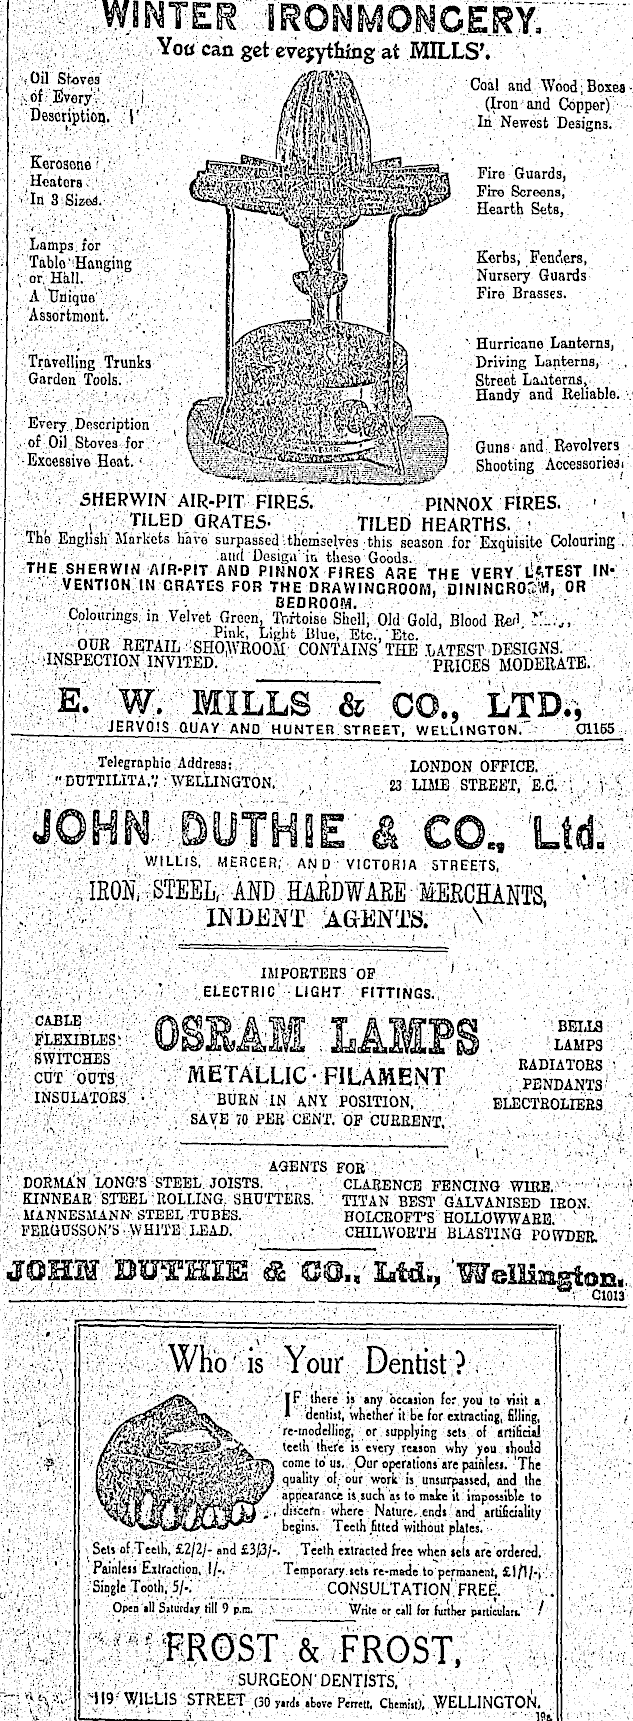 WINTER IRONMONGERY.
You can get everything at MILLS'.
Oil Stoves
of Every
Description.
Kerosene
Heaters
In 3 Sizes.
Lamps for
Table Hanging
or Hall.
A Unique
Assortment.
Travelling Trunks
Garden Tools.
Every Description
of Oil Stoves for
Excessive Heat.
Coal and Wood Boxes
(Iron and Copper)
In Newest Designs.
Fire Guards,
Fire Screens,
Hearth Sets,
Kerbs, Fenders,
Nursery Guards
Fire Brasses.
Hurricane Lanterns,
Driving Lanterns,
Street Lanterns,
Handy and Reliable.
Guns and Revolvers
Shooting Accessories.
SHERWIN AIR-PIT FIRES. PINNOX FIRES.
TILED GRATES. TILED HEARTHS.
The English Markets have surpassed themselves this season for Exquisite Colouring
and Design in these Goods.
THE SHERWIN AIR-PIT AND PINNOX FIRES ARE THE VERY LATEST IN-
VENTION IN GRATES FOR THE DRAWINGROOM, DININGROOM, OR
BEDROOM.
Colourings in Velvet Green, Tortoise Shell, Old Gold, Blood Red,
Pink, Light Blue, Etc., Etc.
OUR RETAIL SHOWROOM CONTAINS THE LATEST DESIGNS.
INSPECTION INVITED. PRICES MODERATE.
E. W. MILLS & CO., LTD.,
JERVOIS QUAY AND HUNTER STREET, WELLINGTON. C1155
Telegraphic Address: LONDON OFFICE.
"DUTTILITA," WELLINGTON. 23 LIME STREET, E.C.
JOHN DUTHIE & CO., Ltd.
WILLIS, MERCER, AND VICTORIA STREETS,
IRON, STEEL, AND HARDWARE MERCHANTS,
INDENT AGENTS.
IMPORTERS OF
ELECTRIC LIGHT FITTINGS.
CABLE
FLEXIBLES
SWITCHES
CUT OUTS
INSULATORS
OSRAM LAMPS
METALLIC FILAMENT
BURN IN ANY POSITION,
SAVE 70 PER CENT. OF CURRENT.
BELLS
LAMPS
RADIATORS
PENDANTS
ELECTROLIERS
AGENTS FOR
DORMAN LONG'S STEEL JOISTS. CLARENCE FENCING WIRE.
KINNEAR STEEL ROLLING SHUTTERS. TITAN BEST GALVANISED IRON.
MANNESMANN STEEL TUBES. HOLCROFT'S HOLLOWWARE.
FERGUSSON'S WHITE LEAD. CHILWORTH BLASTING POWDER.
JOHN DUTHIE & CO., Ltd., Wellington.
C1013
Who is Your Dentist?
IF there is any occasion for you to visit a
dentist, whether it be for extracting, filling,
re-modelling, or supplying sets of artificial
teeth there is every reason why you should
come to us. Our operations are painless. The
quality of our work is unsurpassed, and the
appearance is such as to make it impossible to
discern where Nature ends and artificiality
begins. Teeth fitted without plates.
Sets of Teeth, £2/2/- and £3/3/-. Teeth extracted free when sets are ordered.
Painless Extraction, 1/-. Temporary sets re-made to permanent, £1/1/-,
Single Tooth, 5/-. CONSULTATION FREE.
Open all Saturday till 9 p.m. Write or call for further particulars.
FROST & FROST,
SURGEON DENTISTS,
119 WILLIS STREET (30 yards above Perrett, Chemist), WELLINGTON.